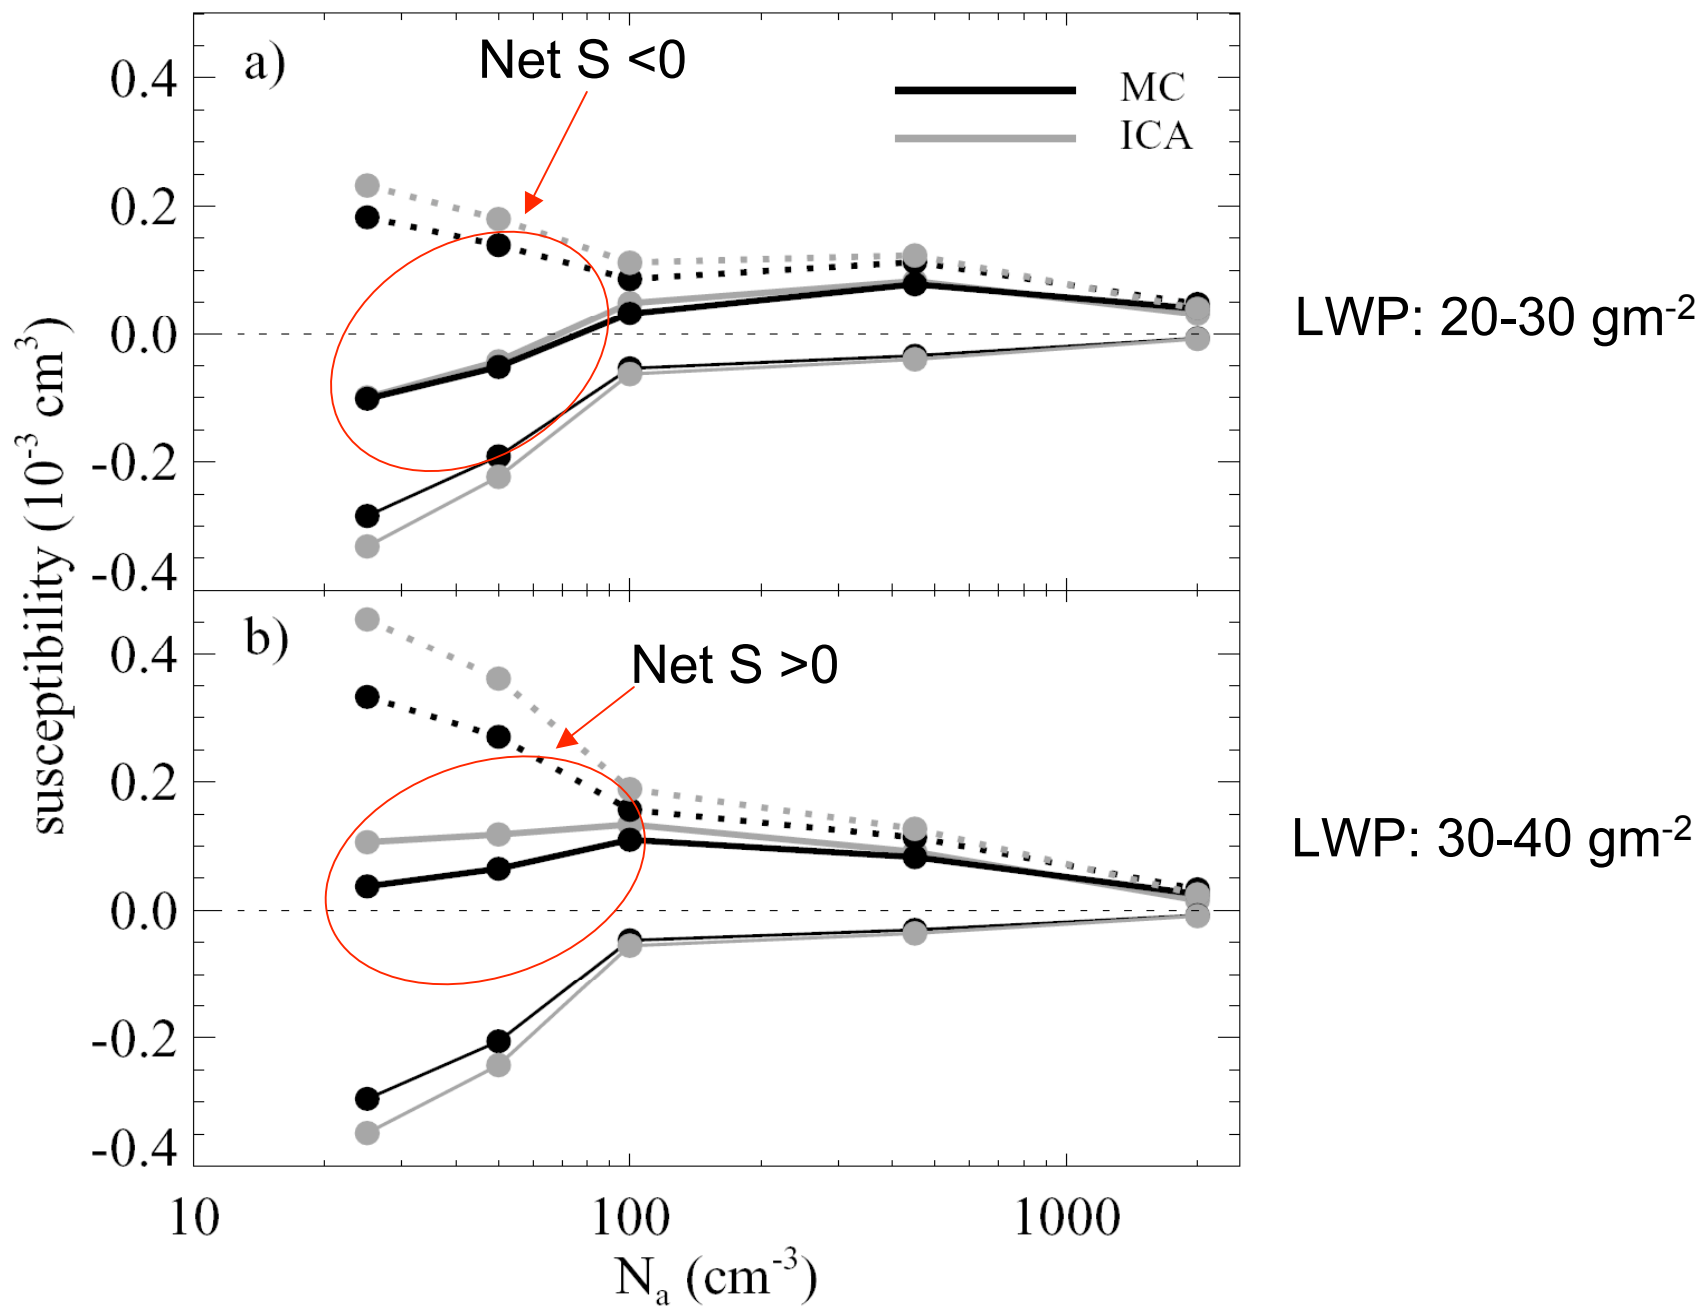 a)
Net S <0
MC
ICA
0.4
0.2
0.0
-0.2
-0.4
LWP: 20-30 gm-2
susceptibility (10-3 cm3)
b)
Net S >0
0.4
0.2
0.0
-0.2
-0.4
LWP: 30-40 gm-2
10
100
1000
Na (cm-3)